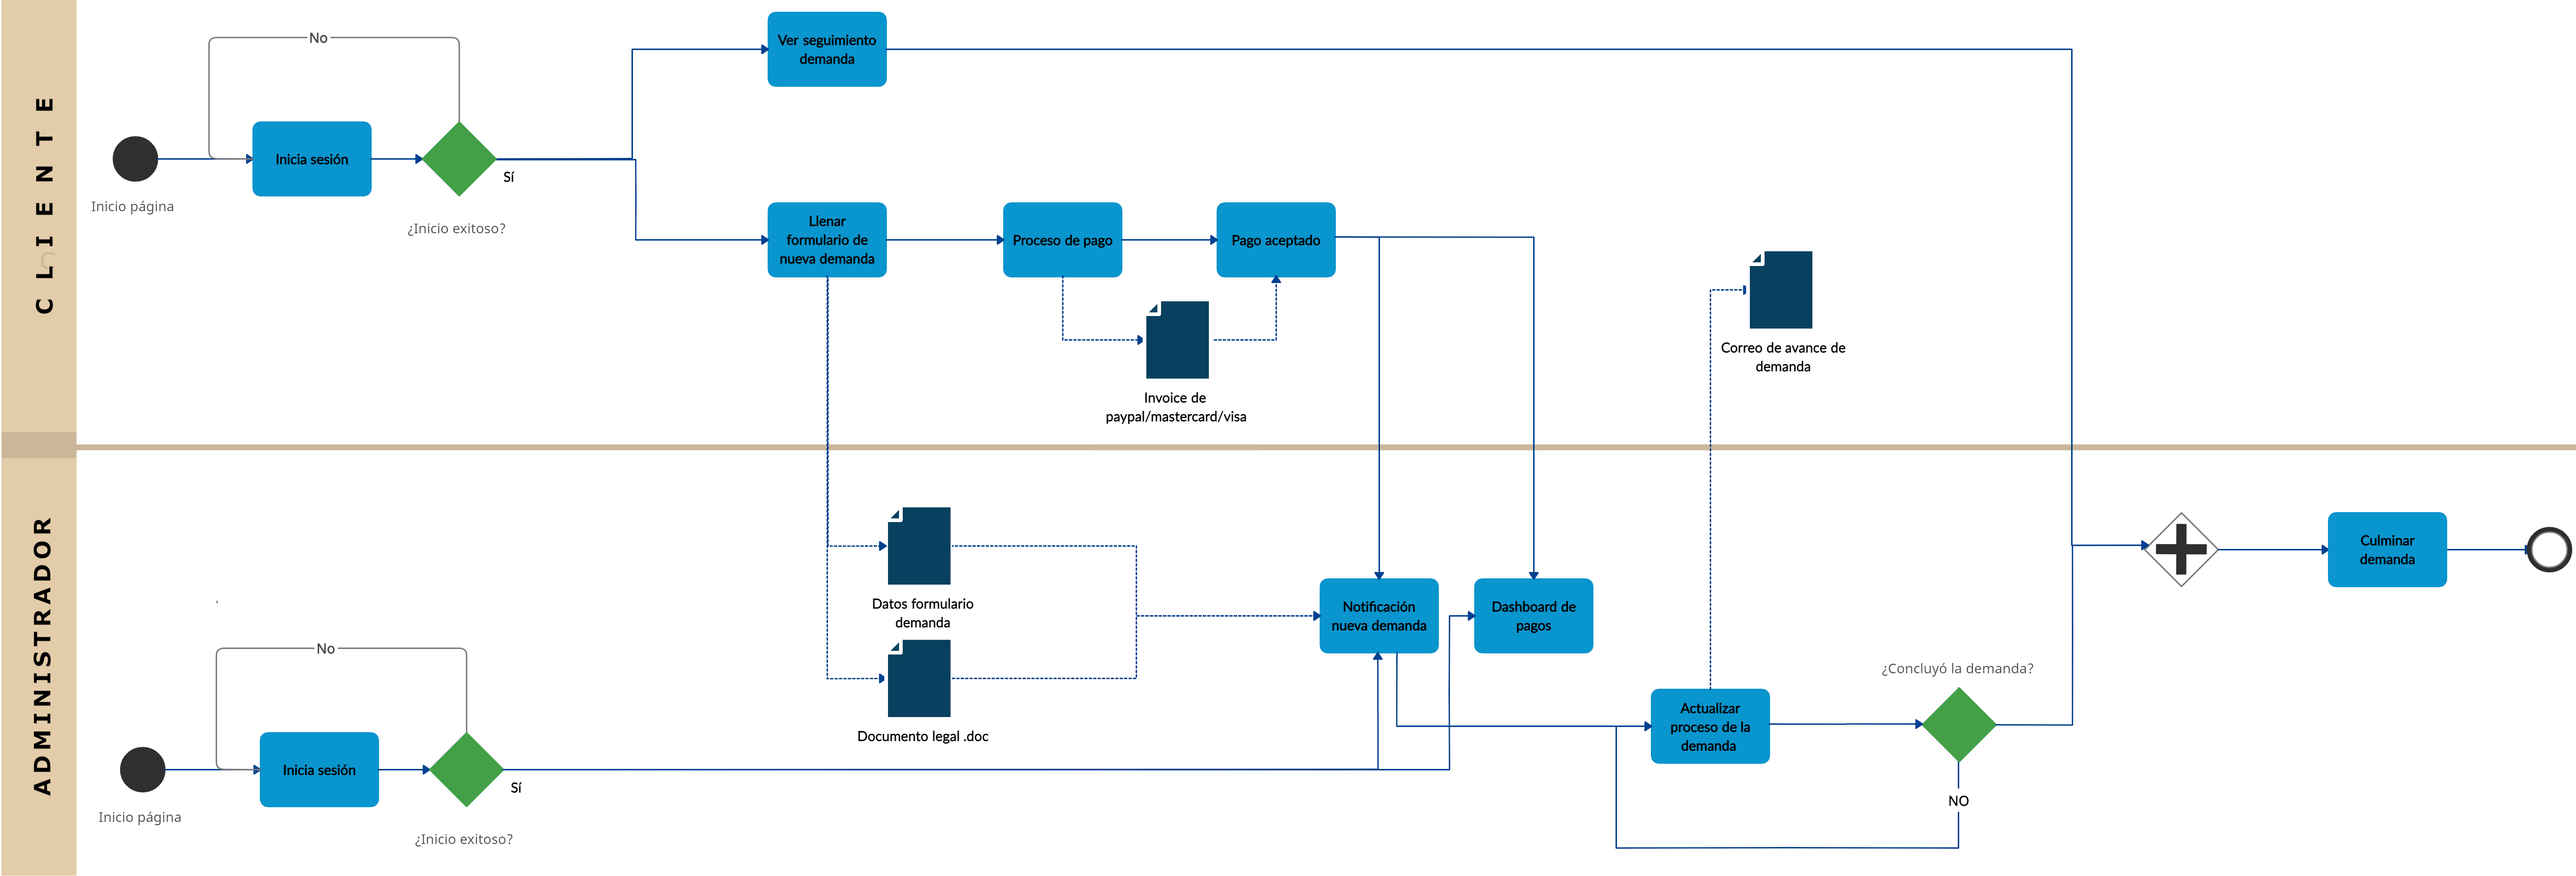 CLIENTE
C
No
Inicia sesión
Inicio página
Sí
¿Inicio exitoso?
Ver seguimiento
demanda
Llenar
formulario de
nueva demanda
Proceso de pago
Pago aceptado
Invoice de
paypal/mastercard/visa
Correo de avance de
demanda
ADMINISTRADOR
No
Inicia sesión
Inicio página
Sí
¿Inicio exitoso?
Datos formulario
demanda
Documento legal .doc
Notificación
nueva demanda
Dashboard de
pagos
Actualizar
proceso de la
demanda
¿Concluyó la demanda?
NO
Culminar
demanda